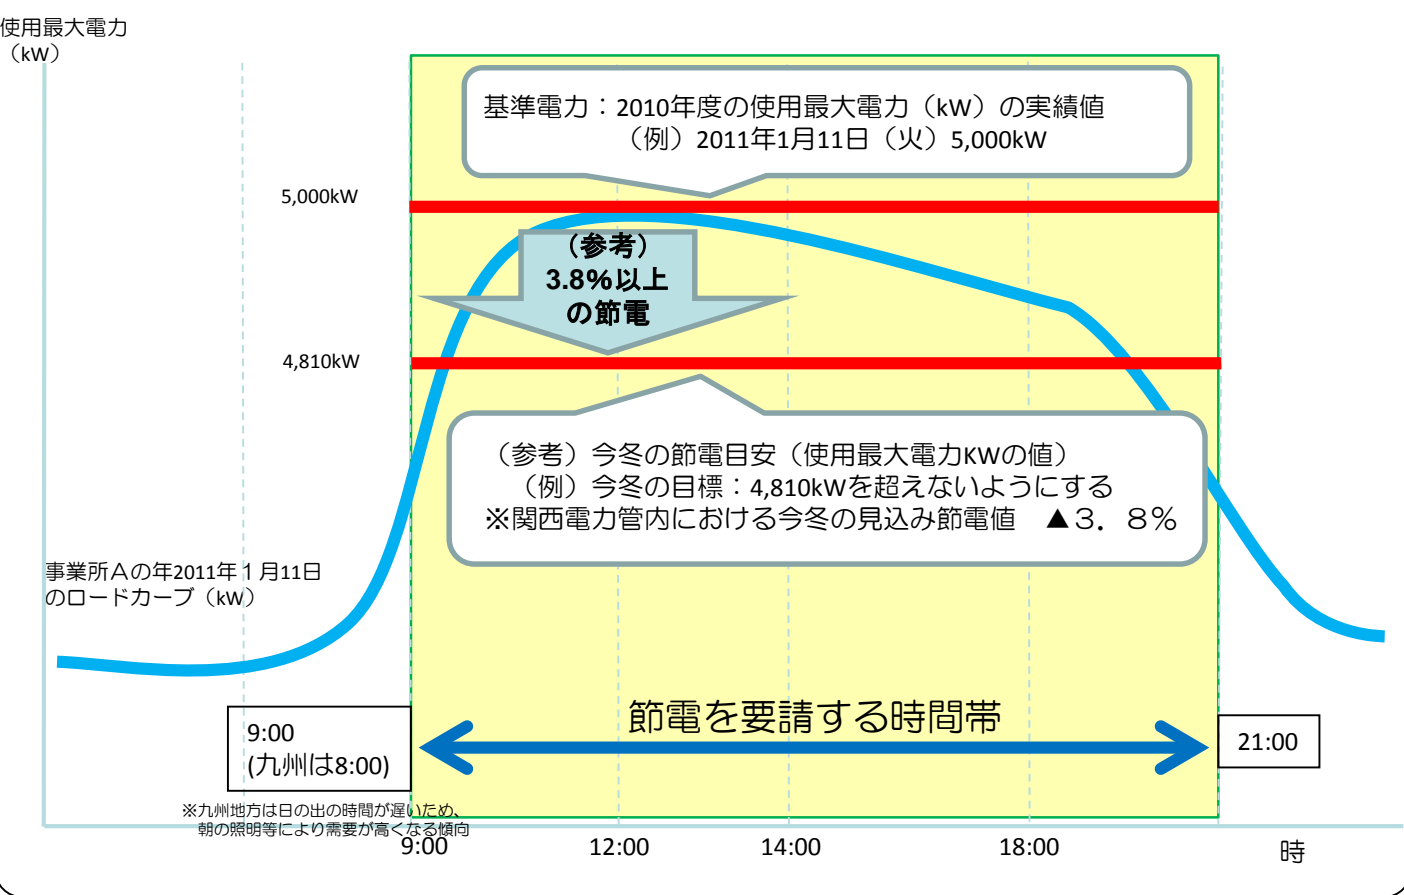 使用最大電力
（kW）
基準電力：2010年度の使用最大電力（kW）の実績値
（例）2011年1月11日（火）5,000kW
5,000kW
（参考）
3.8%以上
の節電
4,810kW
（参考）今冬の節電目安（使用最大電力KWの値）
（例）今冬の目標：4,810kWを超えないようにする
※関西電力管内における今冬の見込み節電値　▲３．８％
事業所Ａの年2011年１月11日
のロードカーブ（kW）
節電を要請する時間帯
9:00
(九州は8:00)
21:00
※九州地方は日の出の時間が遅いため、
朝の照明等により需要が高くなる傾向
9:00
12:00
14:00
18:00
時